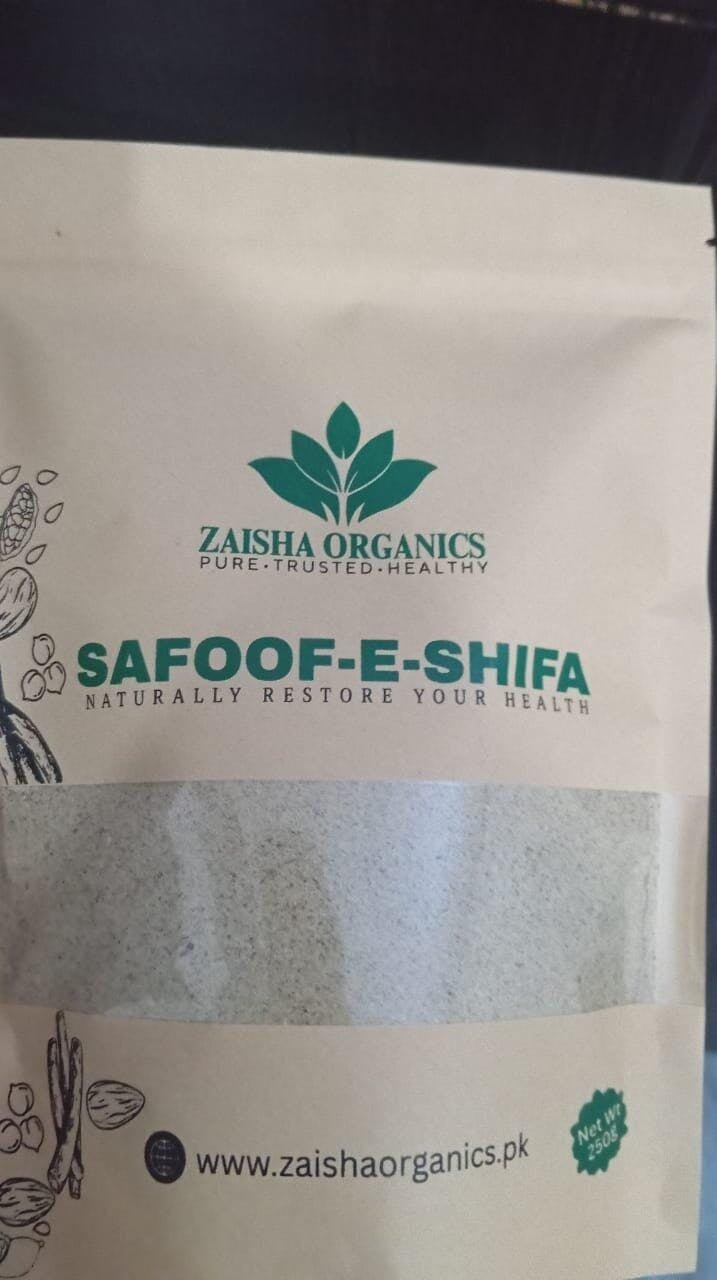 ZAISHA ORGANICS
PURE•TRUSTED•HEALTHY
SAFOOF-E-SHIFA
NATURALLY RESTORE YOUR HEALTH
www.zaishaorganics.pk
Net Wt
250g